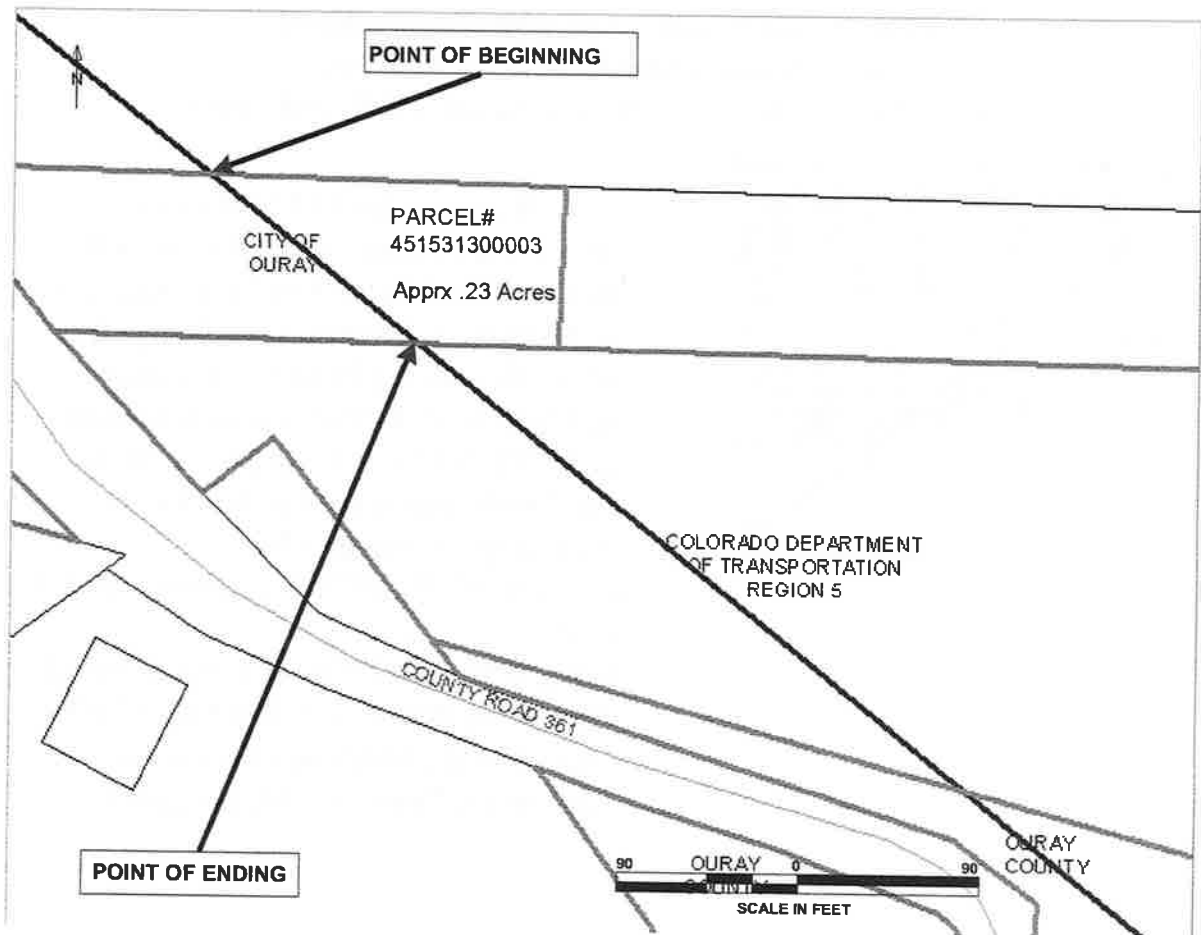 POINT OF BEGINNING
N
PARCEL#
451531300003
CITY OF
OURAY
Apprx .23 Acres
COLORADO DEPARTMENT
OF TRANSPORTATION
REGION 5
COUNTY ROAD 361
OURAY
COUNTY
POINT OF ENDING
90 0 90
OURAY
COUNTY
SCALE IN FEET